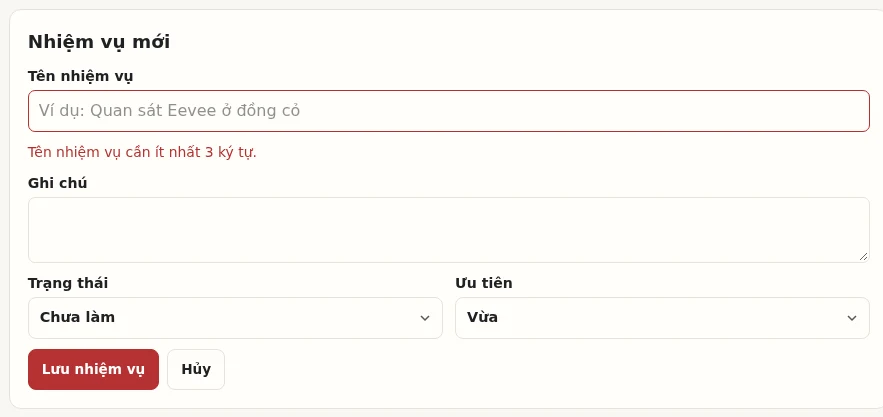 Nhiệm vụ mới
Tên nhiệm vụ
Ví dụ: Quan sát Eevee ở đồng cỏ
Tên nhiệm vụ cần ít nhất 3 ký tự.
Ghi chú
Trạng thái
Ưu tiên
Chưa làm
Vừa
Lưu nhiệm vụ
Hủy